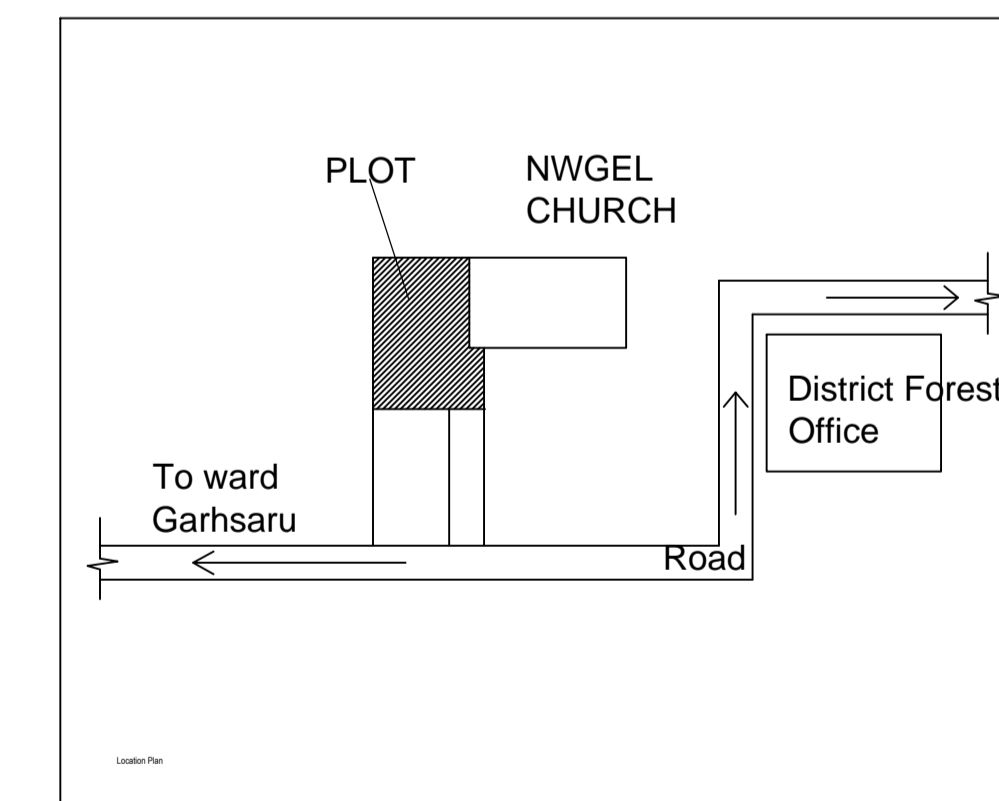 PLOT
NWGEL
CHURCH
District Forest
Office
To ward
Garhsaru
Road
Location Plan